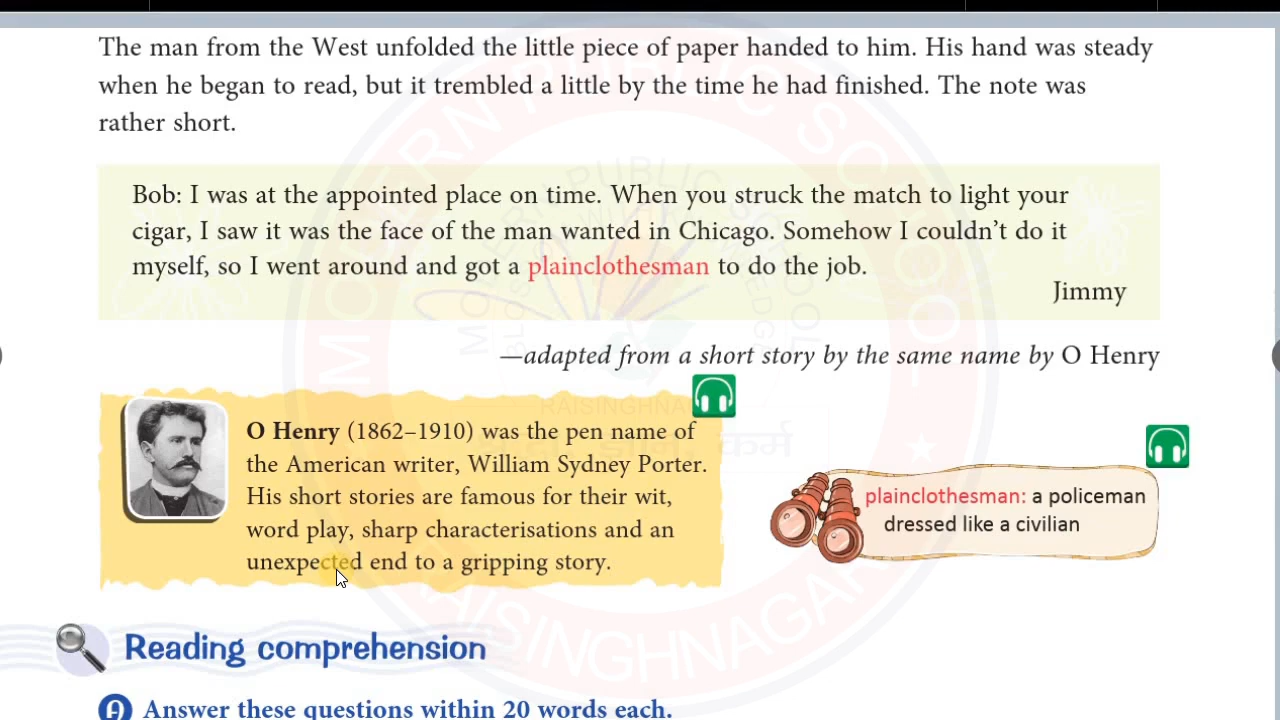 The man from the West unfolded the little piece of paper handed to him. His hand was steady
when he began to read, but it trembled a little by the time he had finished. The note was
rather short.
Bob: I was at the appointed place on time. When you struck the match to light your
cigar, I saw it was the face of the man wanted in Chicago. Somehow I couldn’t do it
myself, so I went around and got a plainclothesman to do the job.
Jimmy
—adapted from a short story by the same name by O Henry
O Henry (1862–1910) was the pen name of
the American writer, William Sydney Porter.
His short stories are famous for their wit,
word play, sharp characterisations and an
unexpected end to a gripping story.
plainclothesman: a policeman
dressed like a civilian
Reading comprehension
A Answer these questions within 20 words each.
MODERN PUBLIC SCHOOL
RAISINGHNAGAR